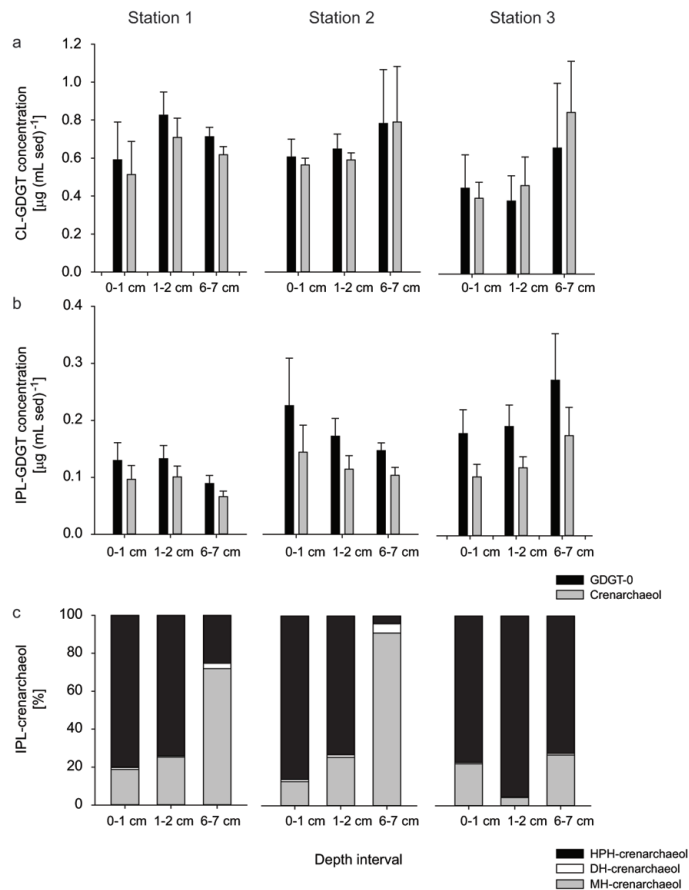 Station 1 Station 2 Station 3
a
CL-GDGT concentration
[µg (mL sed)-1]
1.2
1.0
0.8
0.6
0.4
0.2
0.0
0-1 cm 1-2 cm 6-7 cm 0-1 cm 1-2 cm 6-7 cm 0-1 cm 1-2 cm 6-7 cm
b
IPL-GDGT concentration
[µg (mL sed)-1]
0.4
0.3
0.2
0.1
0.0
0-1 cm 1-2 cm 6-7 cm 0-1 cm 1-2 cm 6-7 cm 0-1 cm 1-2 cm 6-7 cm
GDGT-0
Crenarchaeol
c
IPL-crenarchaeol
[%]
100
80
60
40
20
0
0-1 cm 1-2 cm 6-7 cm 0-1 cm 1-2 cm 6-7 cm 0-1 cm 1-2 cm 6-7 cm
Depth interval
HPH-crenarchaeol
DH-crenarchaeol
MH-crenarchaeol